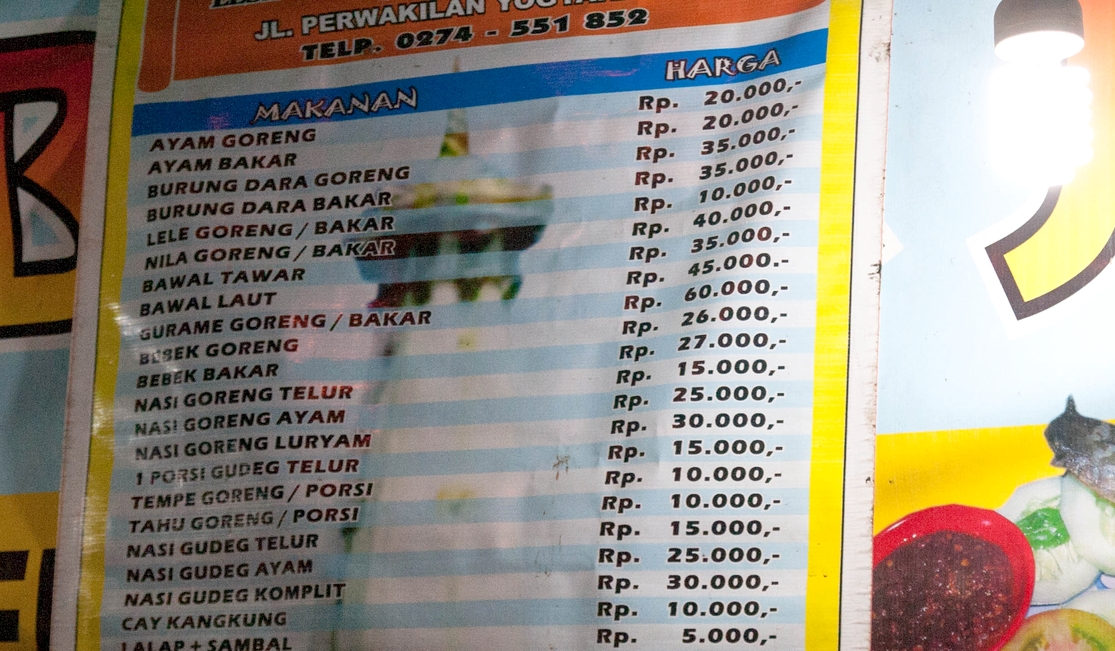 JL. PERWAKILAN
TELP. 0274 - 551 852
MAKANAN HARGA
AYAM GORENG Rp. 20.000,-
AYAM BAKAR Rp. 20.000,-
BURUNG DARA GORENG Rp. 35.000,-
BURUNG DARA BAKAR Rp. 35.000,-
LELE GORENG / BAKAR Rp. 10.000,-
NILA GORENG / BAKAR Rp. 40.000,-
BAWAL TAWAR Rp. 35.000,-
BAWAL LAUT Rp. 45.000.-
GURAME GORENG / BAKAR Rp. 60.000,-
BEBEK GORENG Rp. 26.000,-
BEBEK BAKAR Rp. 27.000,-
NASI GORENG TELUR Rp. 15.000,-
NASI GORENG AYAM Rp. 25.000,-
NASI GORENG LURYAM Rp. 30.000,-
1 PORSI GUDEG TELUR Rp. 15.000,-
TEMPE GORENG / PORSI Rp. 10.000,-
TAHU GORENG / PORSI Rp. 10.000,-
NASI GUDEG TELUR Rp. 15.000,-
NASI GUDEG AYAM Rp. 25.000,-
NASI GUDEG KOMPLIT Rp. 30.000,-
CAY KANGKUNG Rp. 10.000,-
LALAP + SAMBAL Rp. 5.000,-